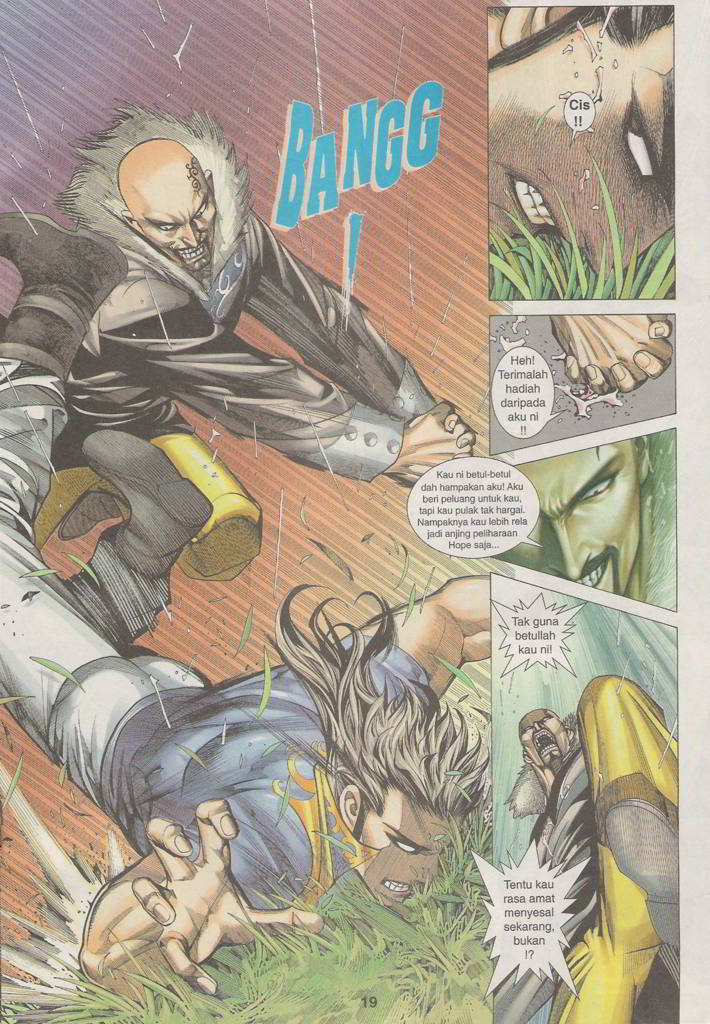 BANGG
!
Cis
!!
Heh!
Terimalah
hadiah
daripada
aku ni
!!
Kau ni betul-betul
dah hampakan aku! Aku
beri peluang untuk kau,
tapi kau pulak tak hargai.
Nampaknya kau lebih rela
jadi anjing peliharaan
Hope saja...
Tak guna
betullah
kau ni!
Tentu kau
rasa amat
menyesal
sekarang,
bukan
!?
19